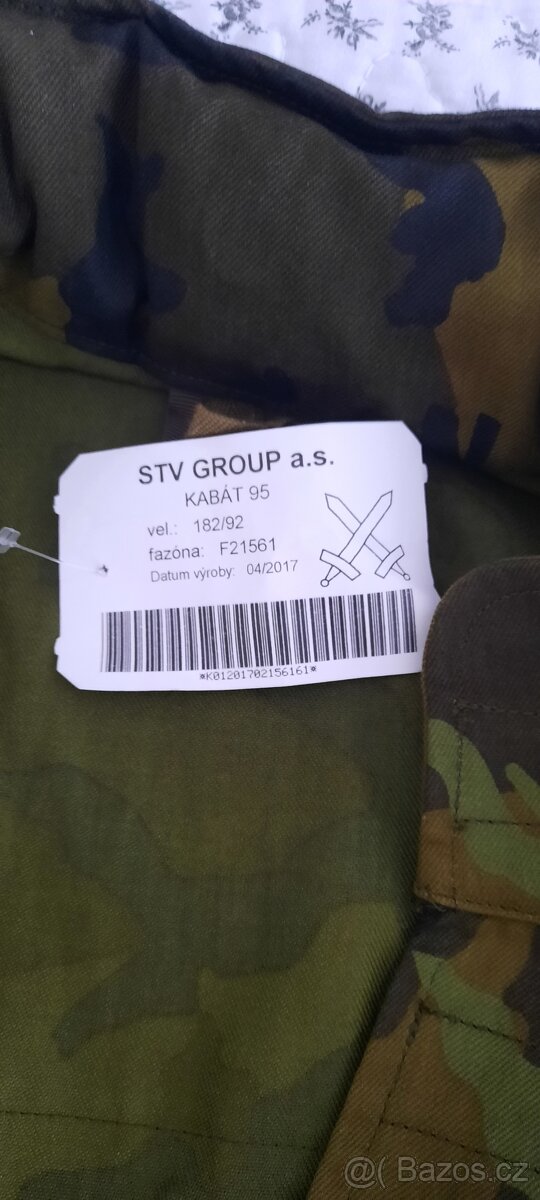 STV GROUP a.s.
KABÁT 95
vel.: 182/92
fazóna: F21561
Datum výroby: 04/2017
*K01201702156161*
@( Bazos.cz